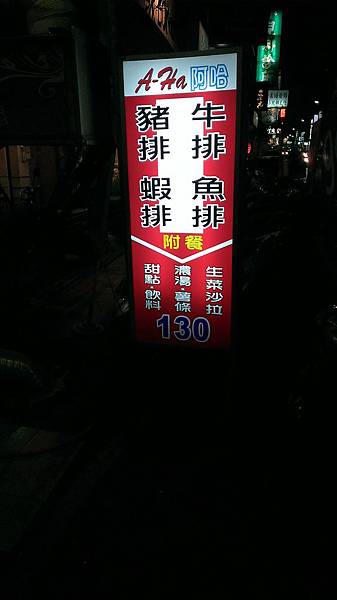 A-Ha 阿哈
牛排
魚排
豬排
蝦排
附餐
生菜沙拉
濃湯·薯條
甜點·飲料
130